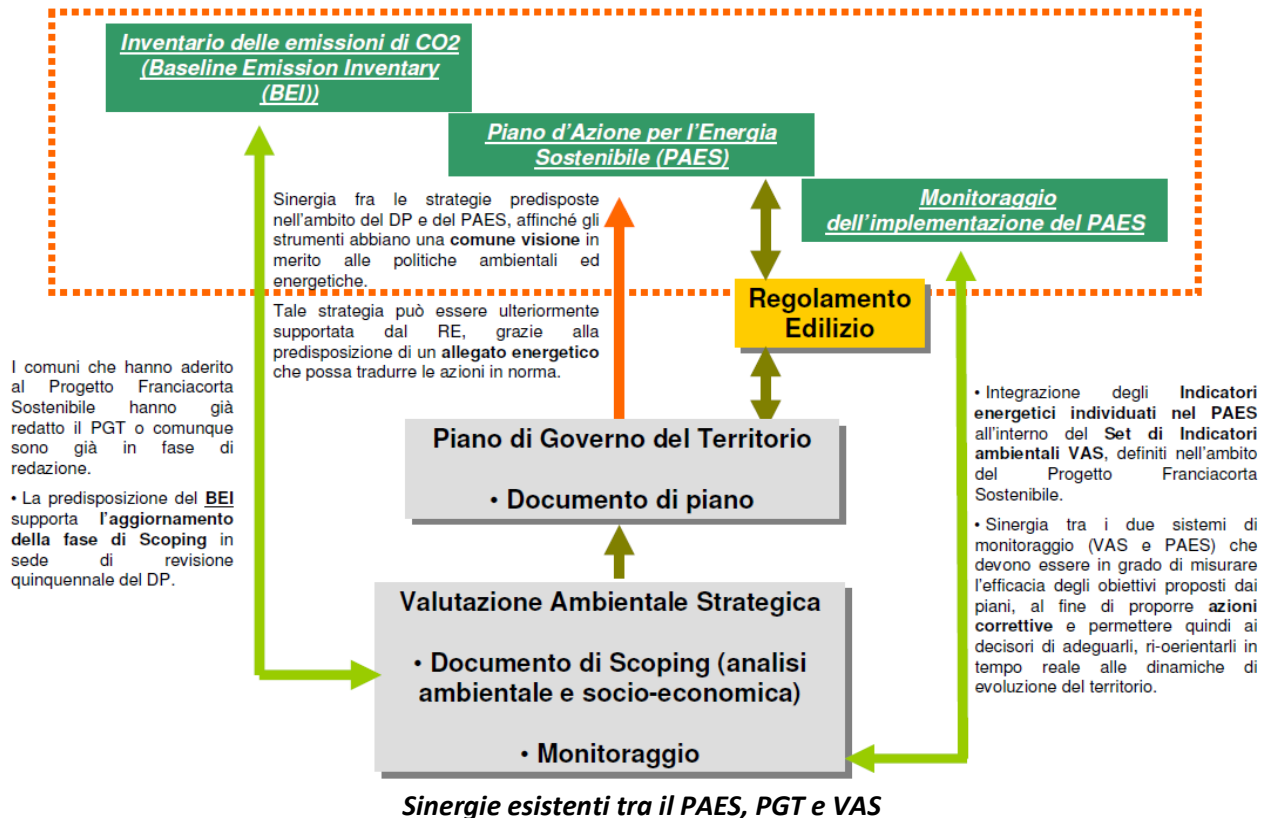 Inventario delle emissioni di CO2
(Baseline Emission Inventary
(BEI))
Piano d'Azione per l'Energia
Sostenibile (PAES)
Monitoraggio
dell'implementazione del PAES
Sinergia fra le strategie predisposte
nell'ambito del DP e del PAES, affinché gli
strumenti abbiano una comune visione in
merito alle politiche ambientali ed
energetiche.
Tale strategia può essere ulteriormente
supportata dal RE, grazie alla
predisposizione di un allegato energetico
che possa tradurre le azioni in norma.
Regolamento
Edilizio
I comuni che hanno aderito
al Progetto Franciacorta
Sostenibile hanno già
redatto il PGT o comunque
sono già in fase di
redazione.
• La predisposizione del BEI
supporta l'aggiornamento
della fase di Scoping in
sede di revisione
quinquennale del DP.
Piano di Governo del Territorio
• Documento di piano
Valutazione Ambientale Strategica
• Documento di Scoping (analisi
ambientale e socio-economica)
• Monitoraggio
• Integrazione degli Indicatori
energetici individuati nel PAES
all'interno del Set di Indicatori
ambientali VAS, definiti nell'ambito
del Progetto Franciacorta
Sostenibile.
• Sinergia tra i due sistemi di
monitoraggio (VAS e PAES) che
devono essere in grado di misurare
l'efficacia degli obiettivi proposti dai
piani, al fine di proporre azioni
correttive e permettere quindi ai
decisori di adeguarli, ri-oerientarli in
tempo reale alle dinamiche di
evoluzione del territorio.
Sinergie esistenti tra il PAES, PGT e VAS